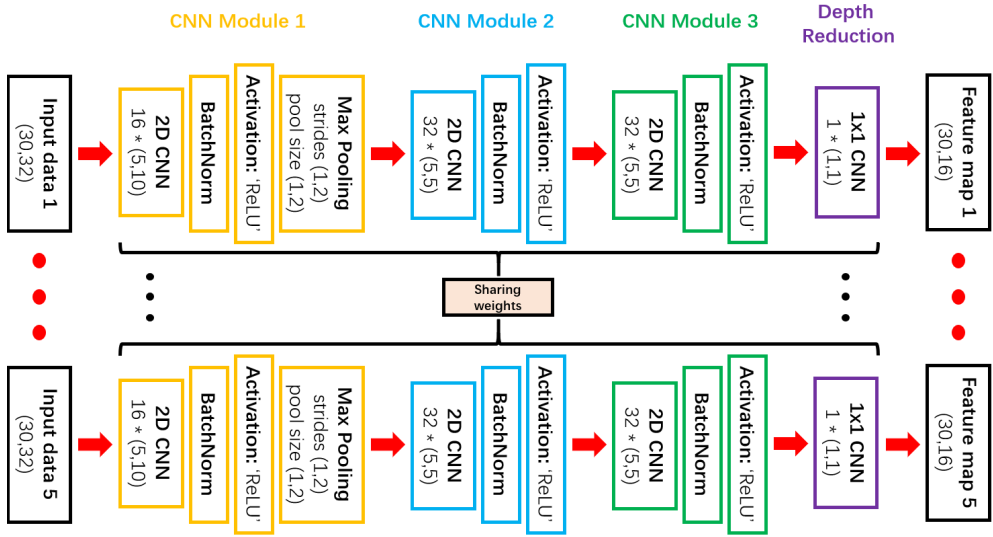 CNN Module 1
CNN Module 2
CNN Module 3
Depth
Reduction
Input data 1
(30,32)
2D CNN
16 * (5,10)
BatchNorm
Activation: 'ReLU'
Max Pooling
strides (1,2)
pool size (1,2)
2D CNN
32 * (5,5)
BatchNorm
Activation: 'ReLU'
2D CNN
32 * (5,5)
BatchNorm
Activation: 'ReLU'
1x1 CNN
1 * (1,1)
Feature map 1
(30,16)
Sharing
weights
Input data 5
(30,32)
2D CNN
16 * (5,10)
BatchNorm
Activation: 'ReLU'
Max Pooling
strides (1,2)
pool size (1,2)
2D CNN
32 * (5,5)
BatchNorm
Activation: 'ReLU'
2D CNN
32 * (5,5)
BatchNorm
Activation: 'ReLU'
1x1 CNN
1 * (1,1)
Feature map 5
(30,16)